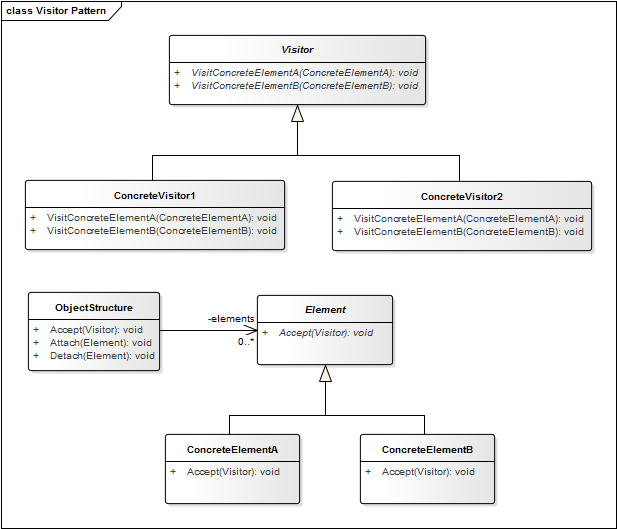 class Visitor Pattern
Visitor
+ VisitConcreteElementA(ConcreteElementA): void
+ VisitConcreteElementB(ConcreteElementB): void
ConcreteVisitor1
+ VisitConcreteElementA(ConcreteElementA): void
+ VisitConcreteElementB(ConcreteElementB): void
ConcreteVisitor2
+ VisitConcreteElementA(ConcreteElementA): void
+ VisitConcreteElementB(ConcreteElementB): void
ObjectStructure
+ Accept(Visitor): void
+ Attach(Element): void
+ Detach(Element): void
-elements
0..*
Element
+ Accept(Visitor): void
ConcreteElementA
+ Accept(Visitor): void
ConcreteElementB
+ Accept(Visitor): void